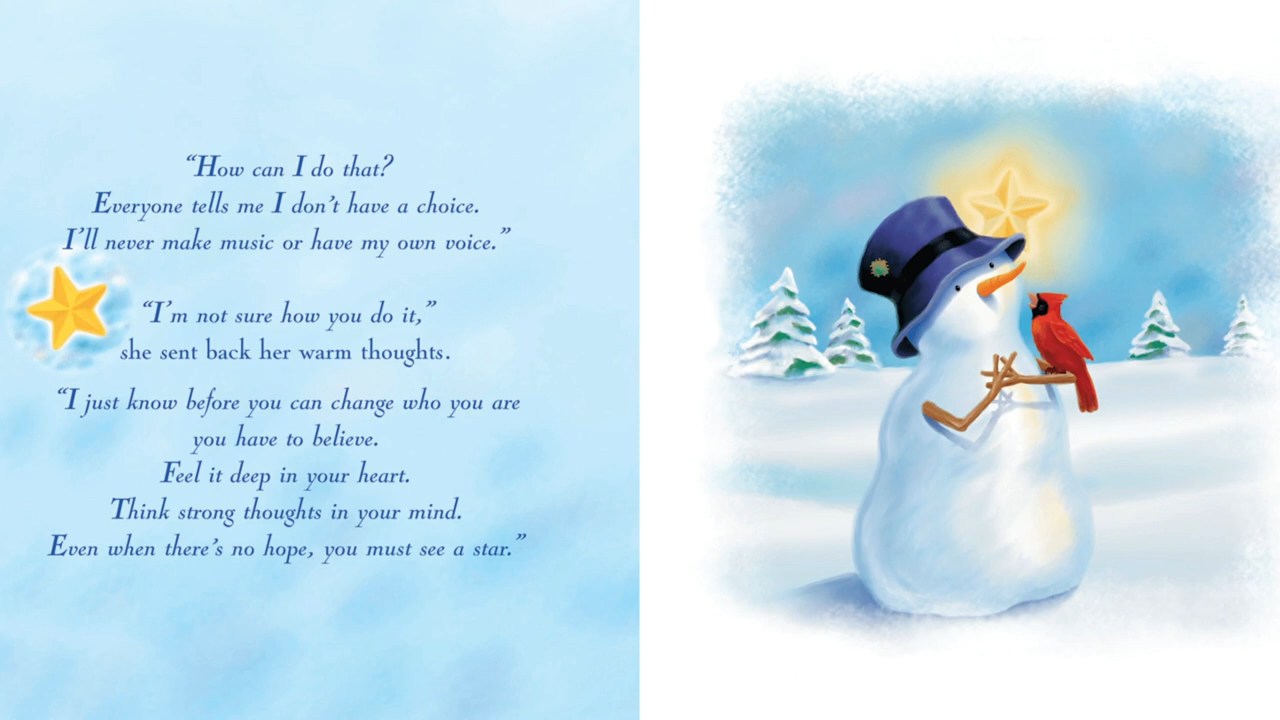 “How can I do that?
Everyone tells me I don’t have a choice.
I’ll never make music or have my own voice.”
“I’m not sure how you do it,”
she sent back her warm thoughts.
“I just know before you can change who you are
you have to believe.
Feel it deep in your heart.
Think strong thoughts in your mind.
Even when there’s no hope, you must see a star.”